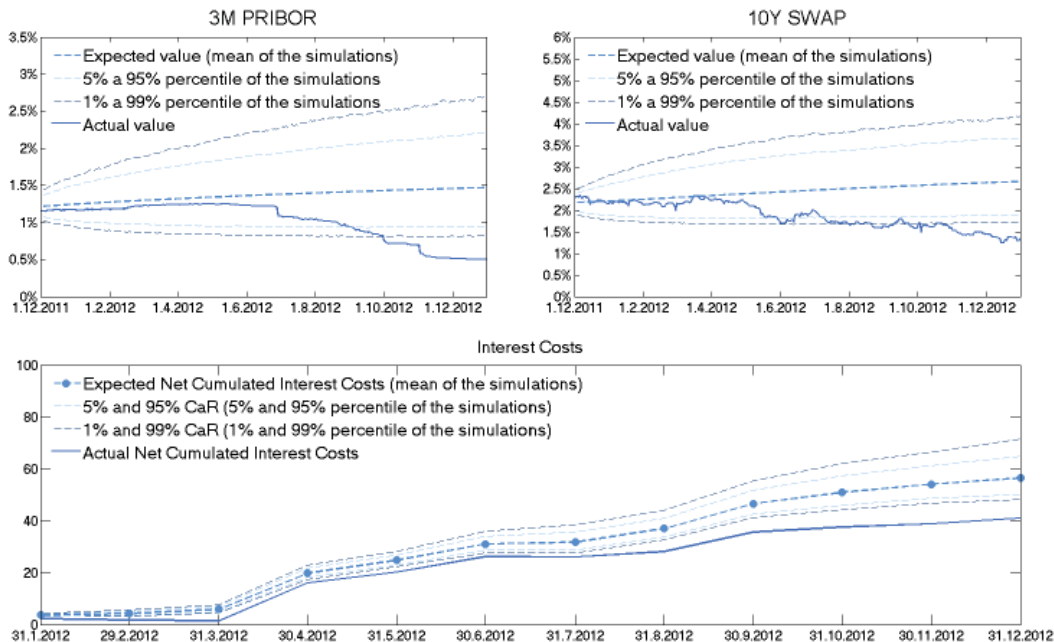 3M PRIBOR
3.5%
3%
2.5%
2%
1.5%
1%
0.5%
0%
Expected value (mean of the simulations)
5% a 95% percentile of the simulations
1% a 99% percentile of the simulations
Actual value
1.12.2011 1.2.2012 1.4.2012 1.6.2012 1.8.2012 1.10.2012 1.12.2012
10Y SWAP
6%
5.5%
5%
4.5%
4%
3.5%
3%
2.5%
2%
1.5%
1%
0.5%
0%
Expected value (mean of the simulations)
5% a 95% percentile of the simulations
1% a 99% percentile of the simulations
Actual value
1.12.2011 1.2.2012 1.4.2012 1.6.2012 1.8.2012 1.10.2012 1.12.2012
Interest Costs
100
80
60
40
20
0
Expected Net Cumulated Interest Costs (mean of the simulations)
5% and 95% CaR (5% and 95% percentile of the simulations)
1% and 99% CaR (1% and 99% percentile of the simulations)
Actual Net Cumulated Interest Costs
31.1.2012 29.2.2012 31.3.2012 30.4.2012 31.5.2012 30.6.2012 31.7.2012 31.8.2012 30.9.2012 31.10.2012 30.11.2012 31.12.2012